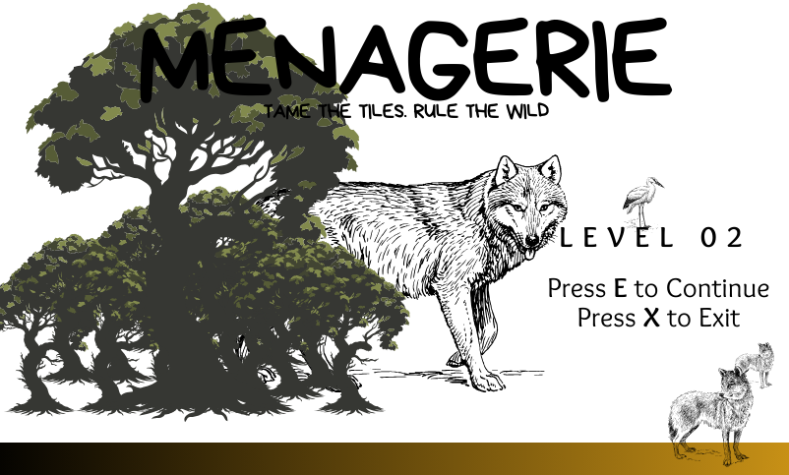 MENAGERIE
TAME THE TILES. RULE THE WILD
LEVEL 02
Press E to Continue
Press X to Exit